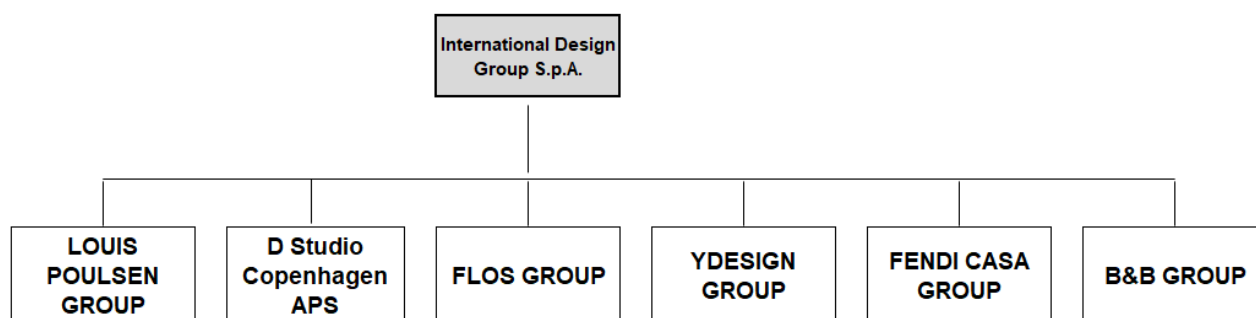 International Design
Group S.p.A.
LOUIS
POULSEN
GROUP
D Studio
Copenhagen
APS
FLOS GROUP
YDESIGN
GROUP
FENDI CASA
GROUP
B&B GROUP